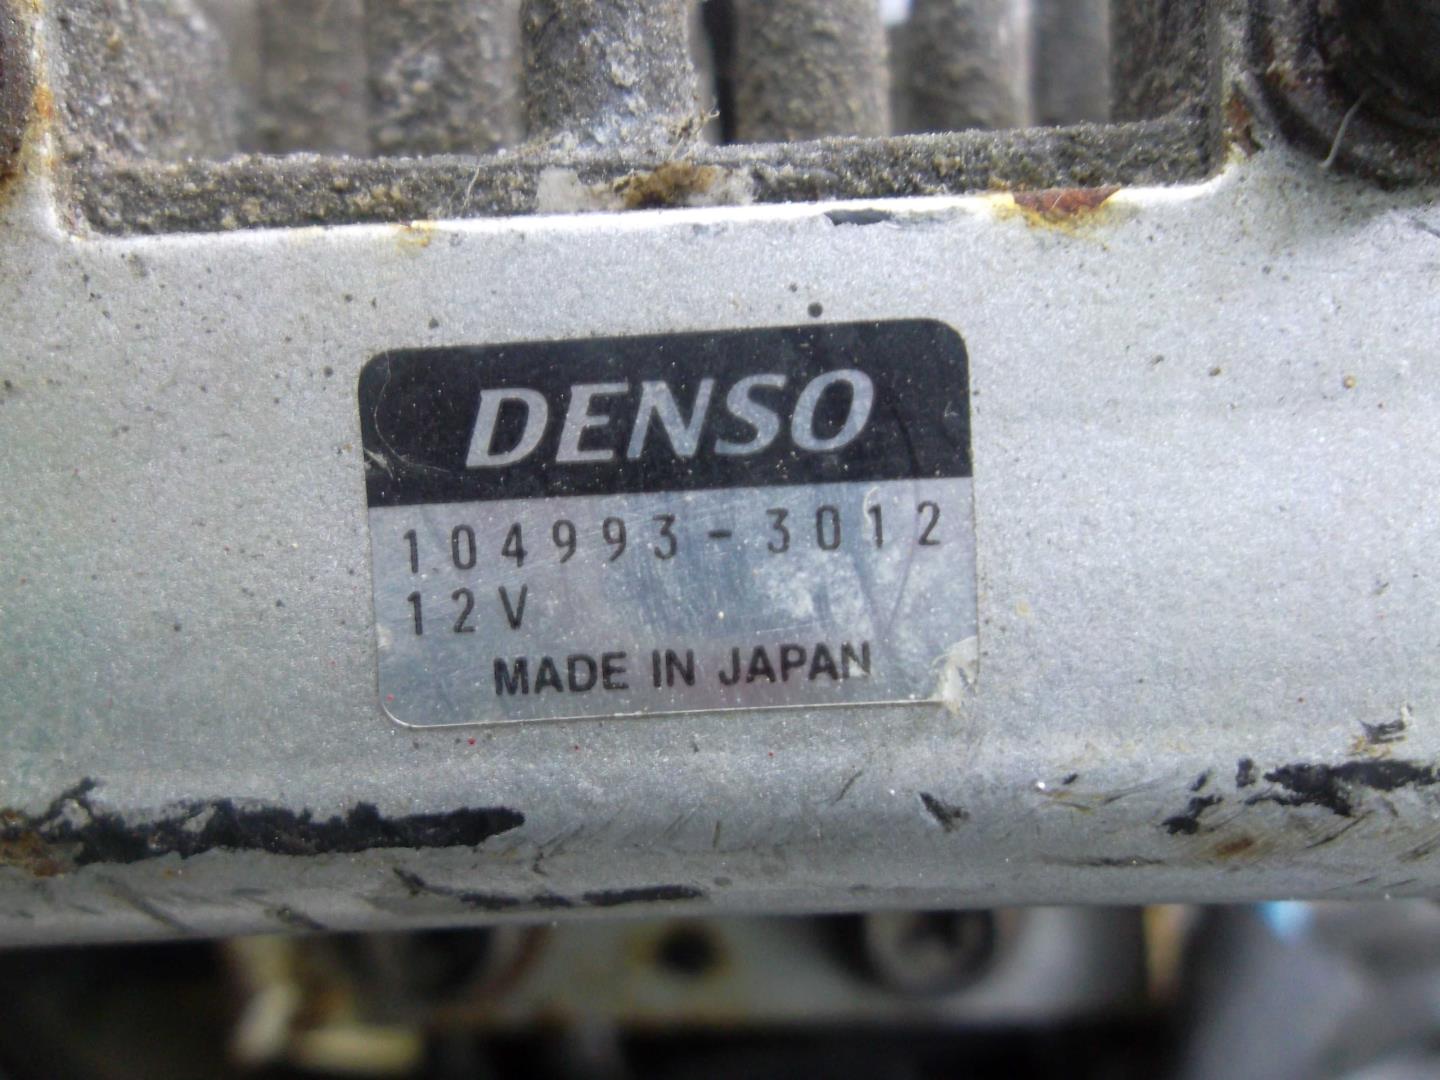 DENSO
104993-3012
12V
MADE IN JAPAN